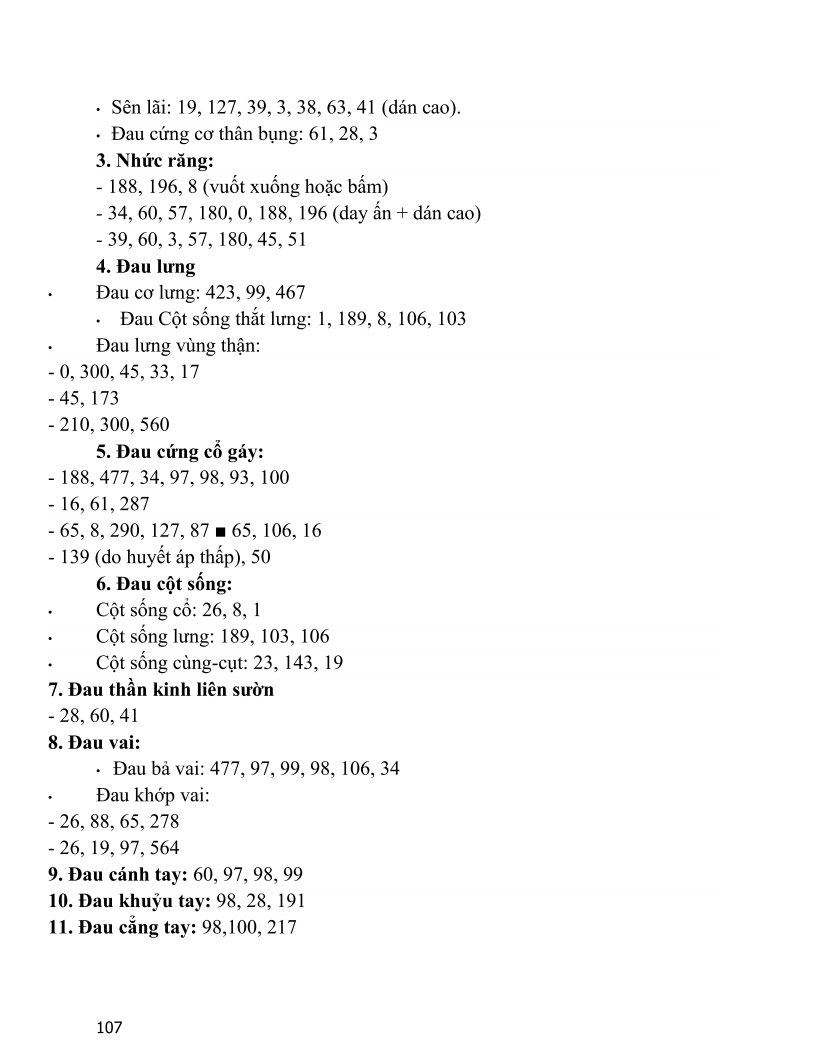 • Sên lãi: 19, 127, 39, 3, 38, 63, 41 (dán cao).
• Đau cứng cơ thân bụng: 61, 28, 3
3. Nhức răng:
- 188, 196, 8 (vuốt xuống hoặc bấm)
- 34, 60, 57, 180, 0, 188, 196 (day ấn + dán cao)
- 39, 60, 3, 57, 180, 45, 51
4. Đau lưng
• Đau cơ lưng: 423, 99, 467
• Đau Cột sống thắt lưng: 1, 189, 8, 106, 103
• Đau lưng vùng thận:
- 0, 300, 45, 33, 17
- 45, 173
- 210, 300, 560
5. Đau cứng cổ gáy:
- 188, 477, 34, 97, 98, 93, 100
- 16, 61, 287
- 65, 8, 290, 127, 87 ■ 65, 106, 16
- 139 (do huyết áp thấp), 50
6. Đau cột sống:
• Cột sống cổ: 26, 8, 1
• Cột sống lưng: 189, 103, 106
• Cột sống cùng-cụt: 23, 143, 19
7. Đau thần kinh liên sườn
- 28, 60, 41
8. Đau vai:
• Đau bả vai: 477, 97, 99, 98, 106, 34
• Đau khớp vai:
- 26, 88, 65, 278
- 26, 19, 97, 564
9. Đau cánh tay: 60, 97, 98, 99
10. Đau khuỷu tay: 98, 28, 191
11. Đau cẳng tay: 98,100, 217
107